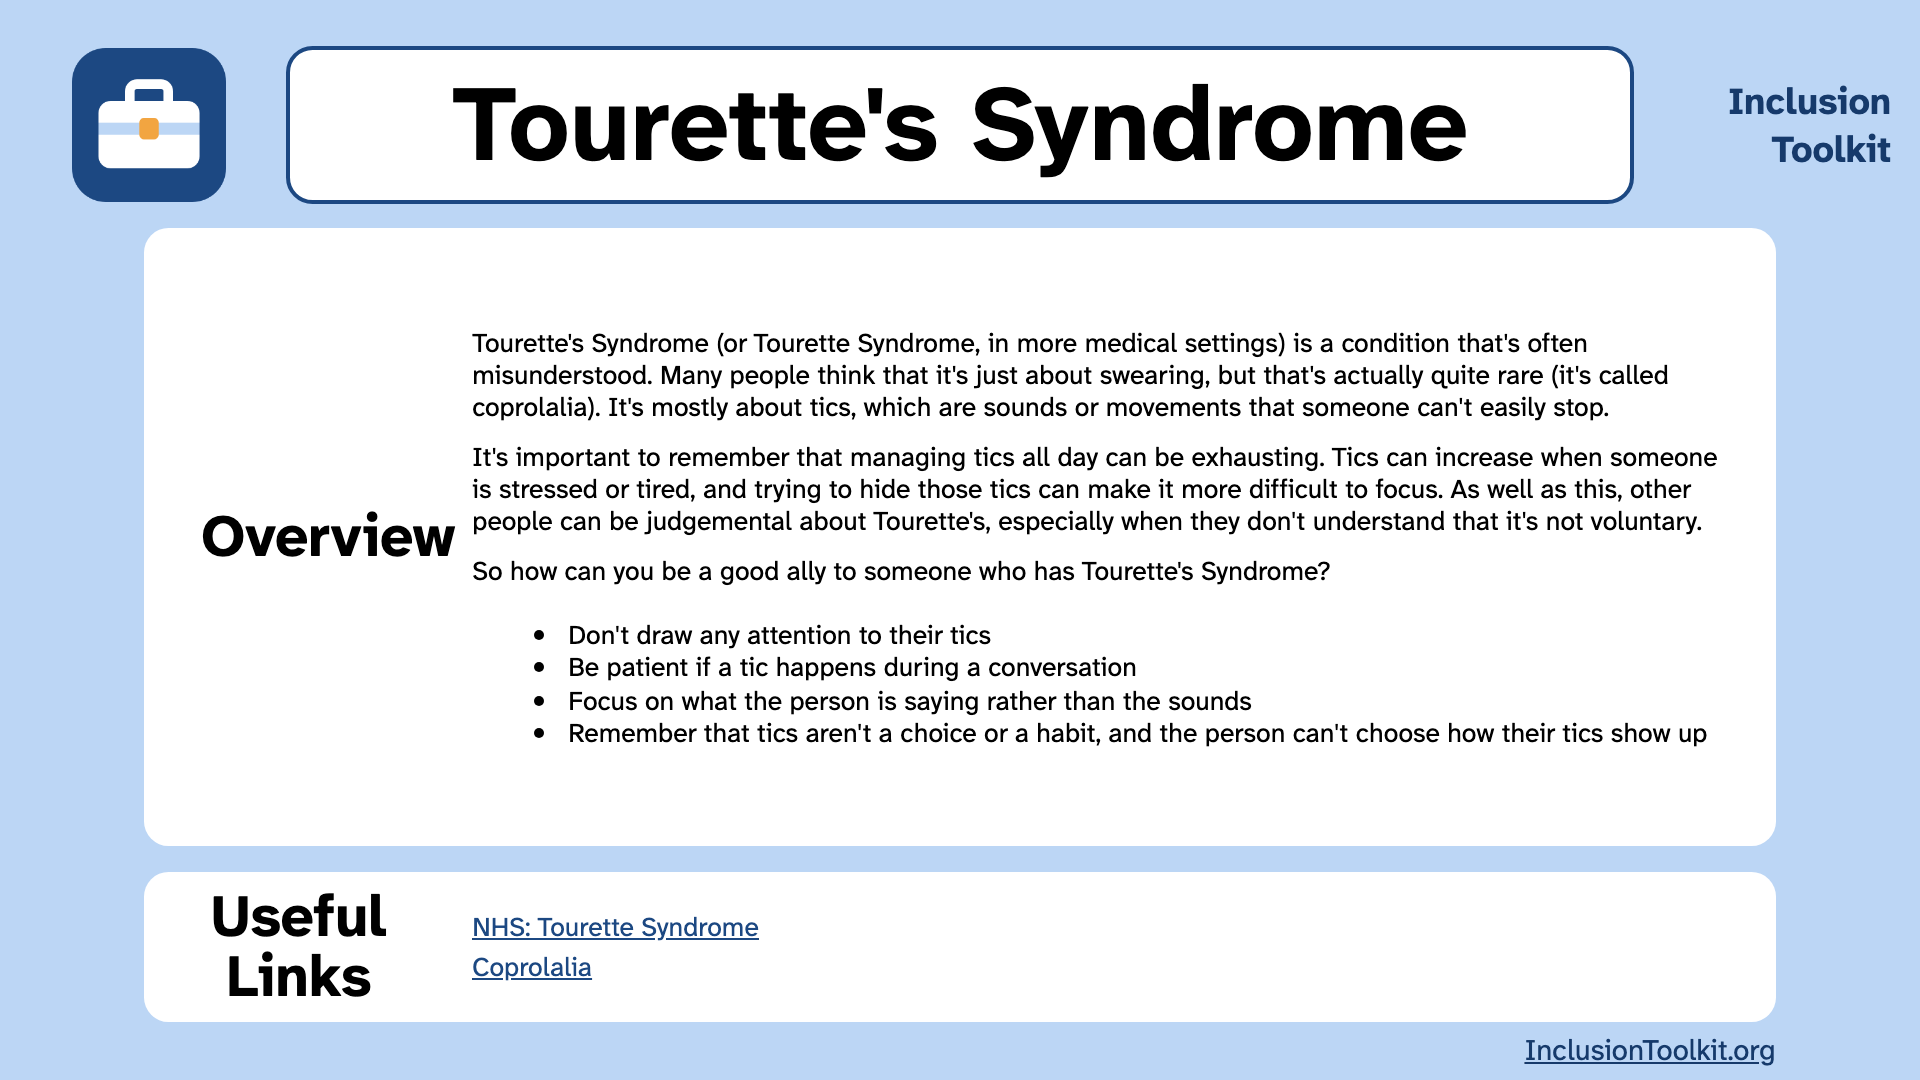 Tourette's Syndrome
Inclusion
Toolkit
Overview
Tourette's Syndrome (or Tourette Syndrome, in more medical settings) is a condition that's often
misunderstood. Many people think that it's just about swearing, but that's actually quite rare (it's called
coprolalia). It's mostly about tics, which are sounds or movements that someone can't easily stop.
It's important to remember that managing tics all day can be exhausting. Tics can increase when someone
is stressed or tired, and trying to hide those tics can make it more difficult to focus. As well as this, other
people can be judgemental about Tourette's, especially when they don't understand that it's not voluntary.
So how can you be a good ally to someone who has Tourette's Syndrome?
● Don't draw any attention to their tics
● Be patient if a tic happens during a conversation
● Focus on what the person is saying rather than the sounds
● Remember that tics aren't a choice or a habit, and the person can't choose how their tics show up
Useful
Links
NHS: Tourette Syndrome
Coprolalia
InclusionToolkit.org